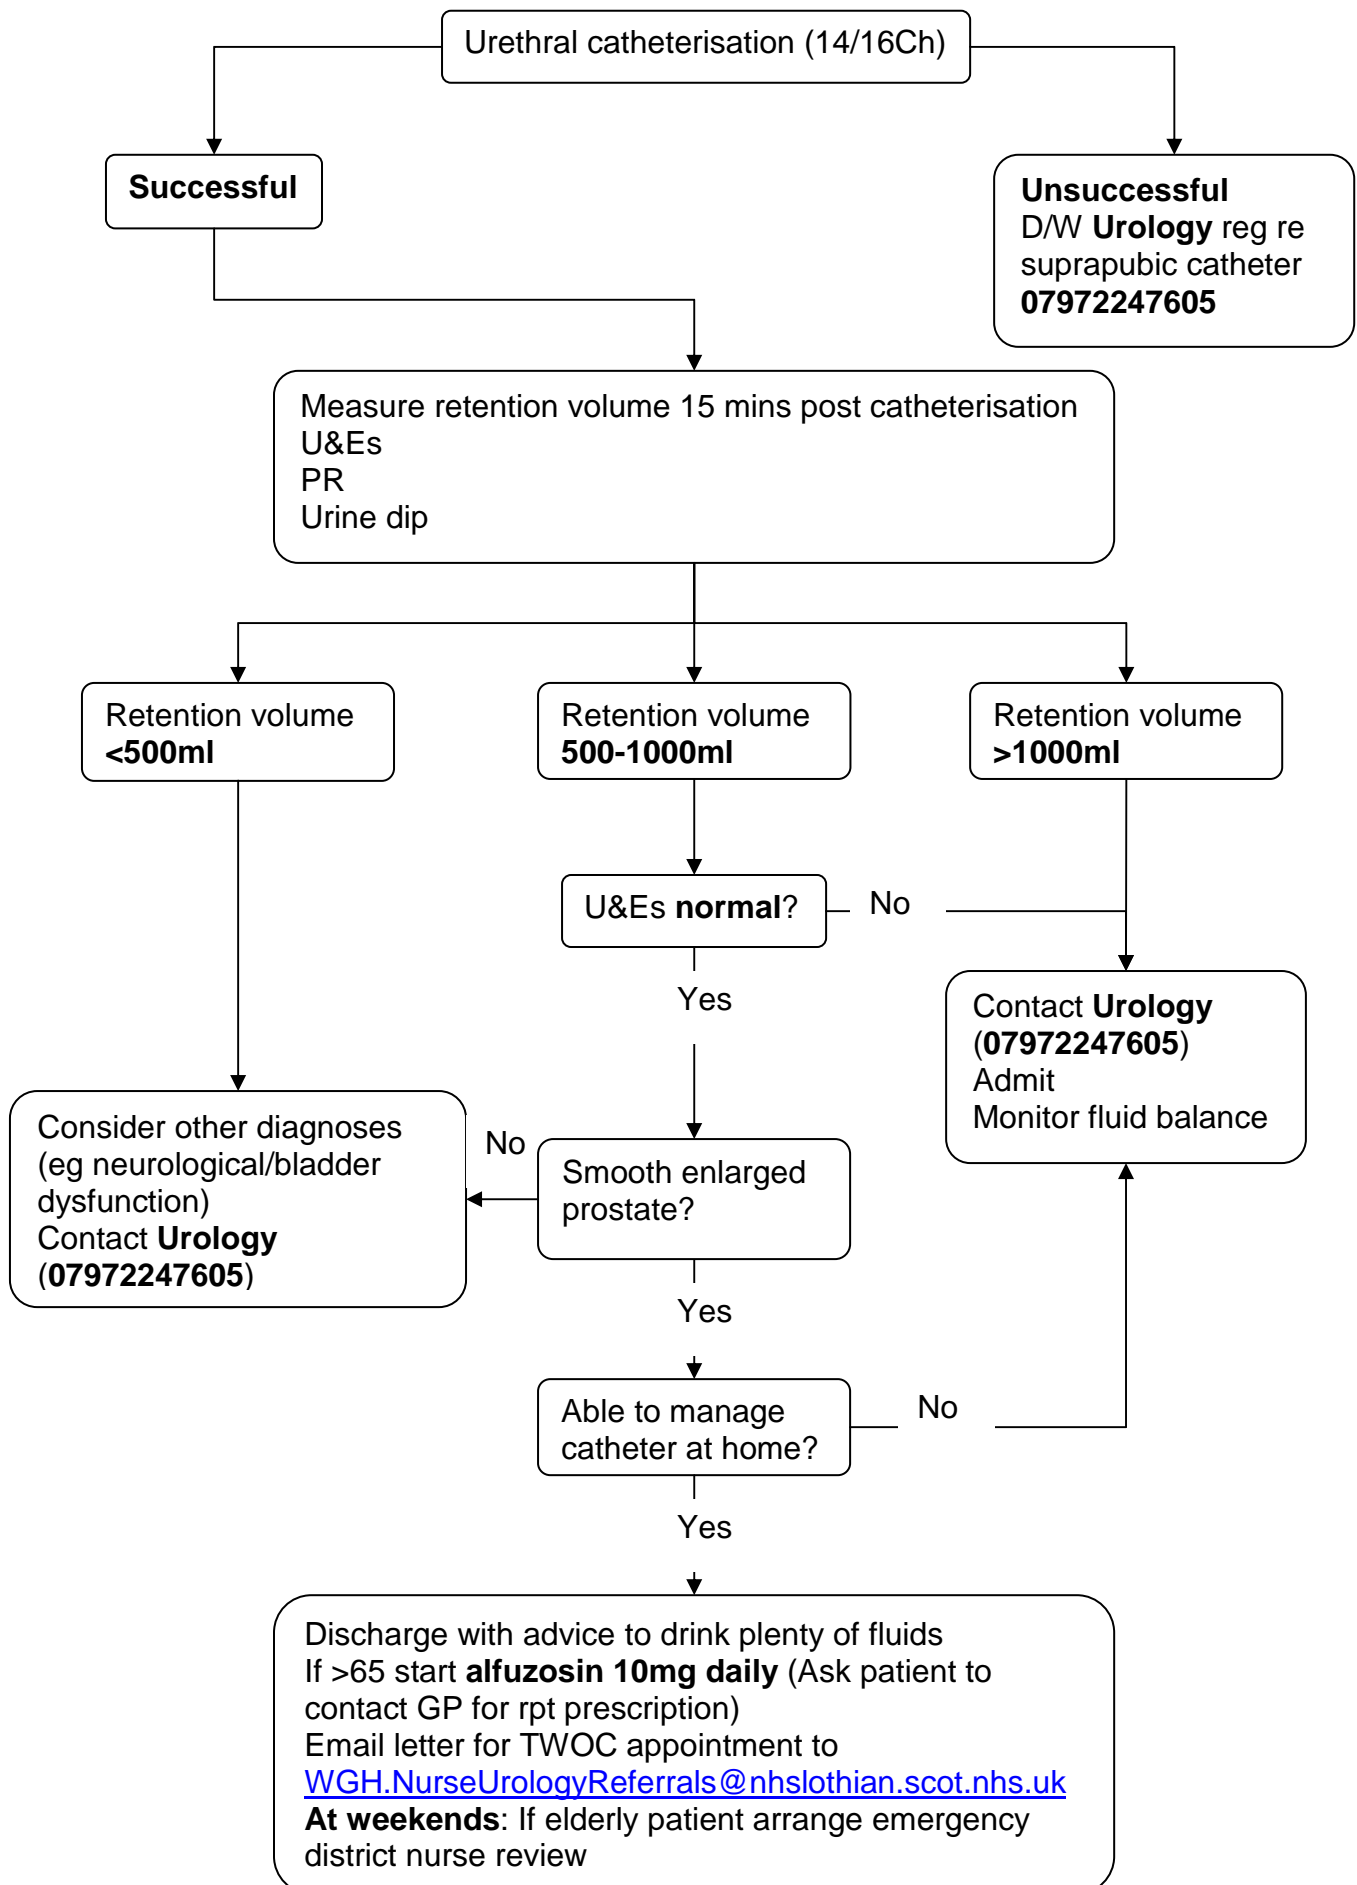 Urethral catheterisation (14/16Ch)
Successful
Unsuccessful
D/W Urology reg re
suprapubic catheter
07972247605
Measure retention volume 15 mins post catheterisation
U&Es
PR
Urine dip
Retention volume
<500ml
Retention volume
500-1000ml
Retention volume
>1000ml
U&Es normal?
No
Yes
Contact Urology
(07972247605)
Admit
Monitor fluid balance
Consider other diagnoses
(eg neurological/bladder
dysfunction)
Contact Urology
(07972247605)
No
Smooth enlarged
prostate?
Yes
Able to manage
catheter at home?
No
Yes
Discharge with advice to drink plenty of fluids
If >65 start alfuzosin 10mg daily (Ask patient to
contact GP for rpt prescription)
Email letter for TWOC appointment to
WGH.NurseUrologyReferrals@nhslothian.scot.nhs.uk
At weekends: If elderly patient arrange emergency
district nurse review